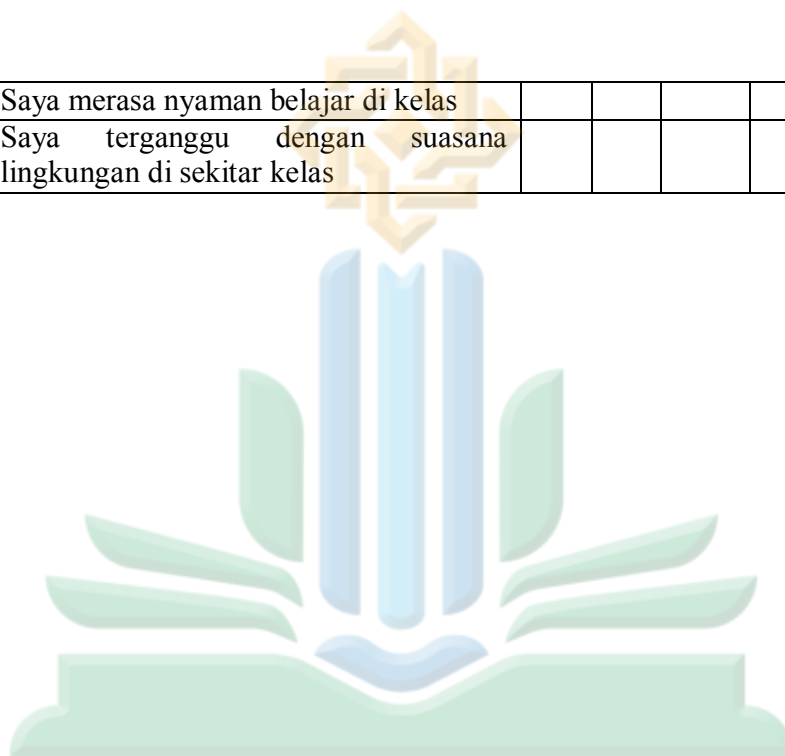 Saya merasa nyaman belajar di kelas
Saya terganggu dengan suasana
lingkungan di sekitar kelas